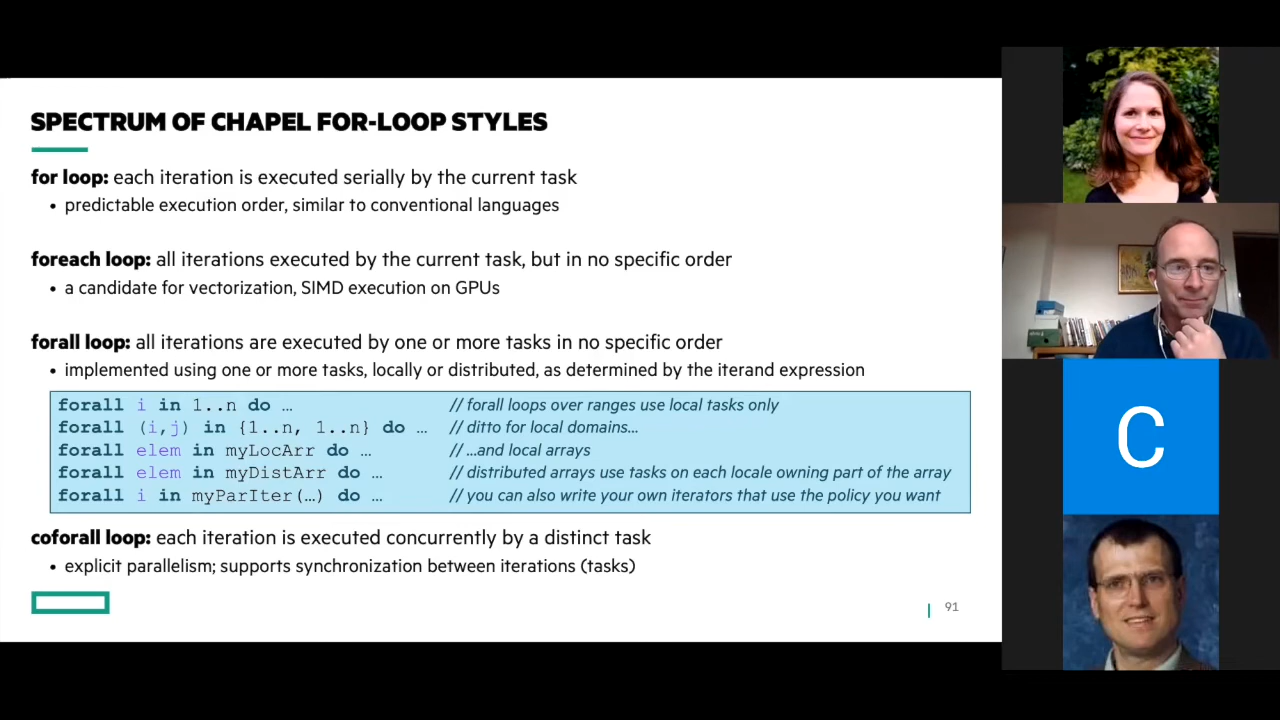 SPECTRUM OF CHAPEL FOR-LOOP STYLES
for loop: each iteration is executed serially by the current task
• predictable execution order, similar to conventional languages
foreach loop: all iterations executed by the current task, but in no specific order
• a candidate for vectorization, SIMD execution on GPUs
forall loop: all iterations are executed by one or more tasks in no specific order
• implemented using one or more tasks, locally or distributed, as determined by the iterand expression
forall i in 1..n do … // forall loops over ranges use local tasks only
forall (i,j) in {1..n, 1..n} do … // ditto for local domains…
forall elem in myLocArr do … // …and local arrays
forall elem in myDistArr do … // distributed arrays use tasks on each locale owning part of the array
forall i in myParIter(…) do … // you can also write your own iterators that use the policy you want
coforall loop: each iteration is executed concurrently by a distinct task
• explicit parallelism; supports synchronization between iterations (tasks)
91
C